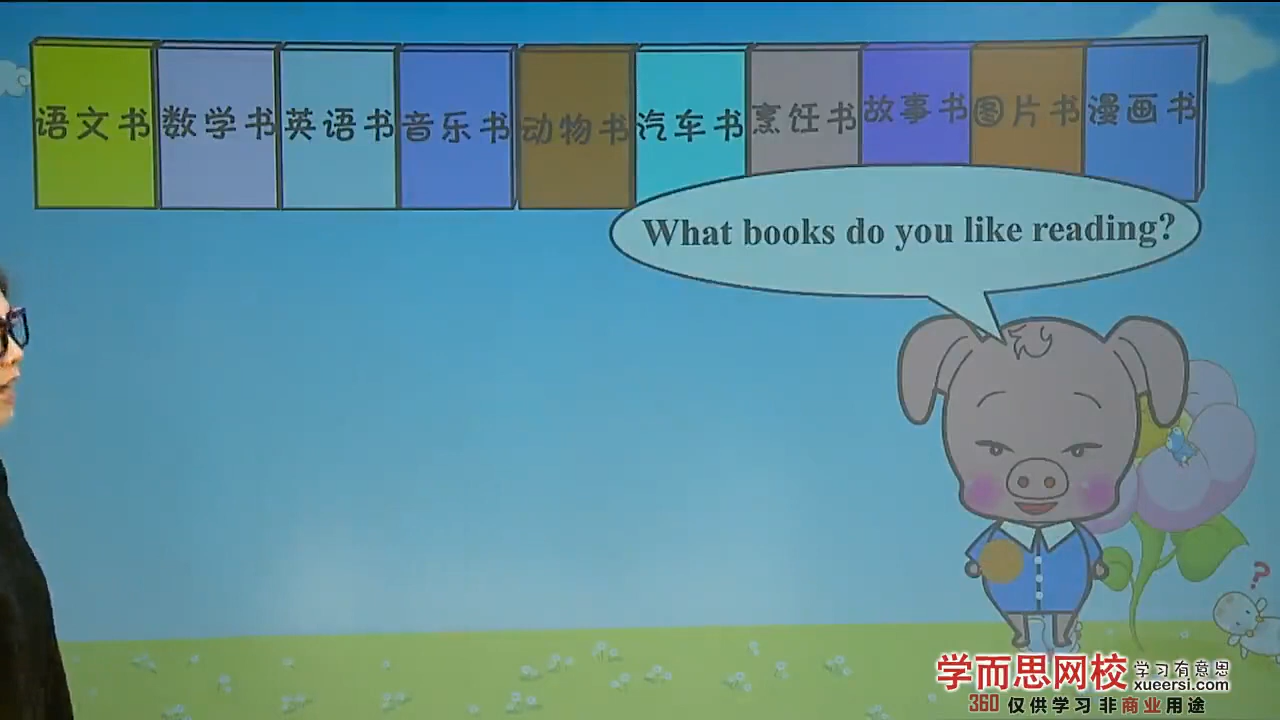 语文书 数学书 英语书 音乐书 动物书 汽车书 烹饪书 故事书 图片书 漫画书
What books do you like reading?
?
学而思网校 学习有意思
xueersi.com
360 仅供学习 非商业用途